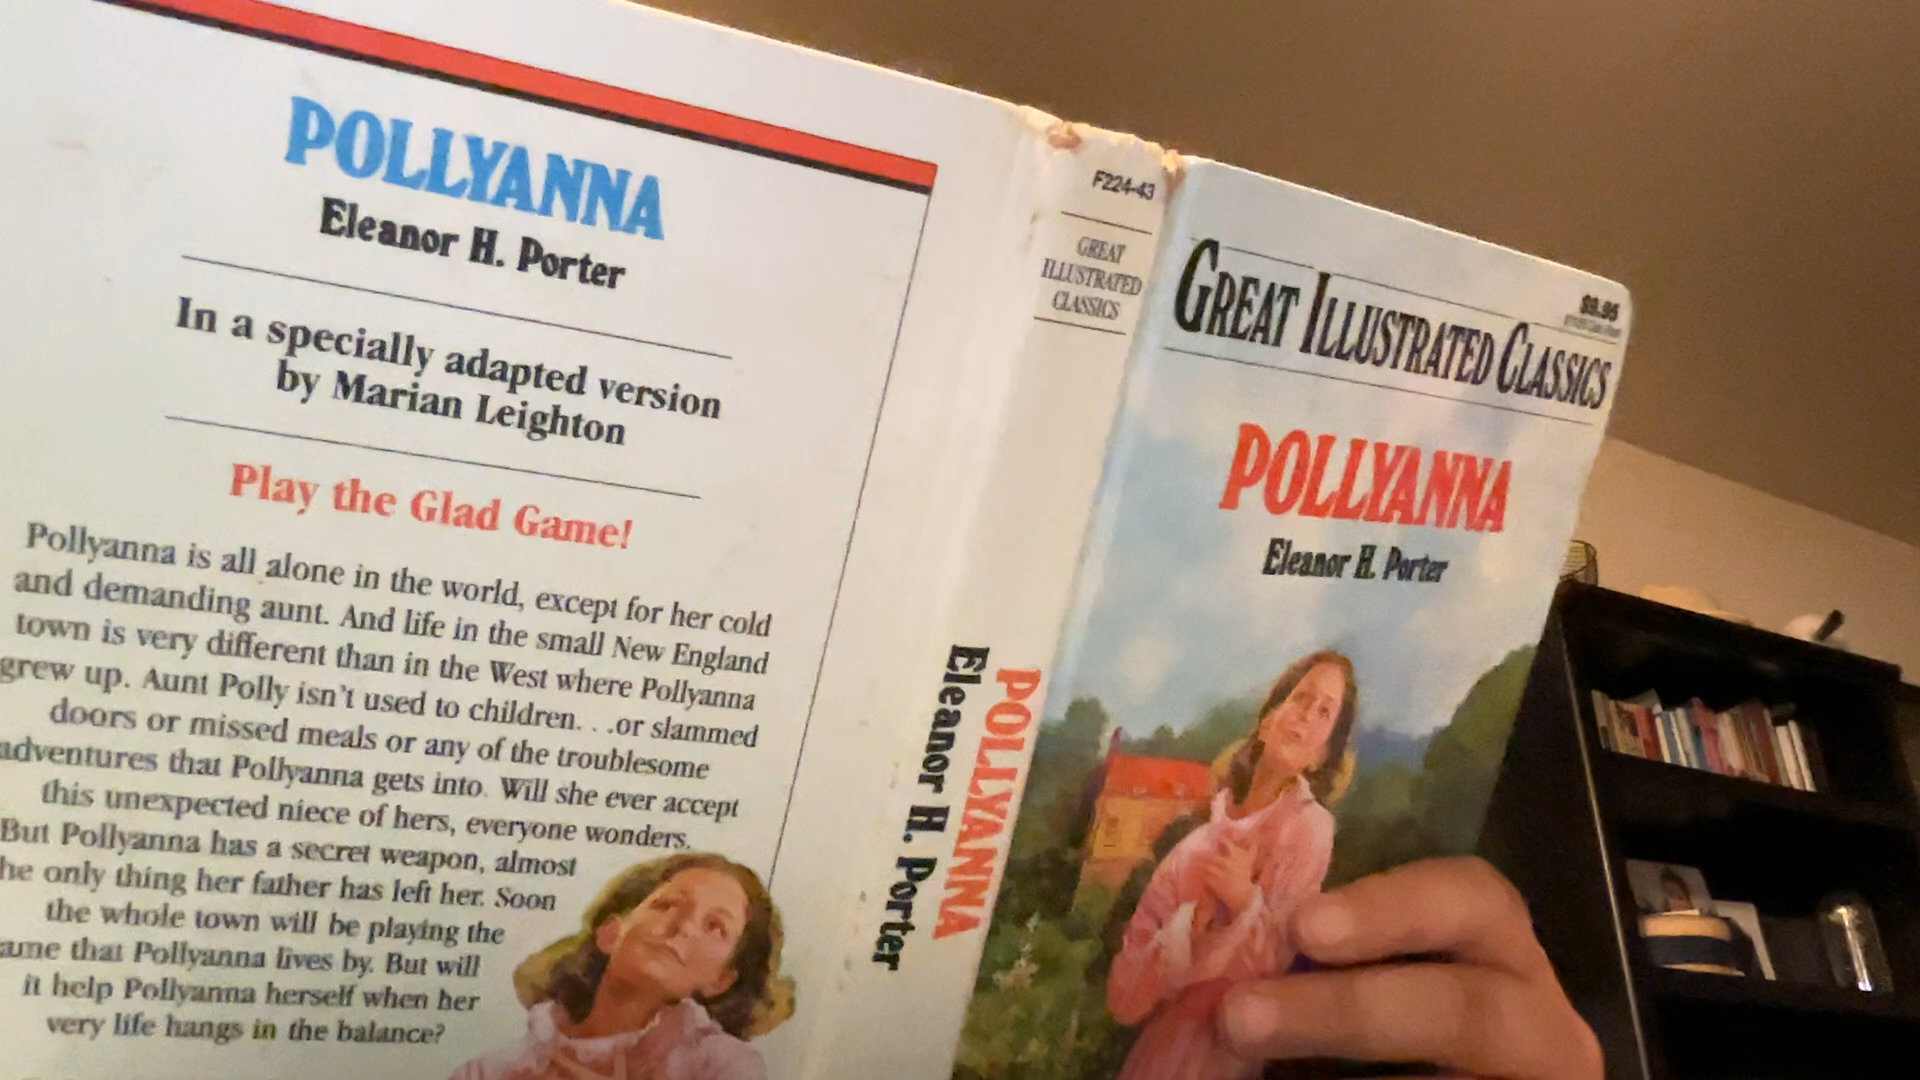 POLLYANNA
Eleanor H. Porter
In a specially adapted version
by Marian Leighton
Play the Glad Game!
Pollyanna is all alone in the world, except for her cold
and demanding aunt. And life in the small New England
town is very different than in the West where Pollyanna
grew up. Aunt Polly isn't used to children. . .or slammed
doors or missed meals or any of the troublesome
adventures that Pollyanna gets into. Will she ever accept
this unexpected niece of hers, everyone wonders.
But Pollyanna has a secret weapon, almost
he only thing her father has left her. Soon
the whole town will be playing the
ame that Pollyanna lives by. But will
it help Pollyanna herself when her
very life hangs in the balance?
F224-43
GREAT
ILLUSTRATED
CLASSICS
POLLYANNA
Eleanor H. Porter
$9.95
GREAT ILLUSTRATED CLASSICS
POLLYANNA
Eleanor H. Porter